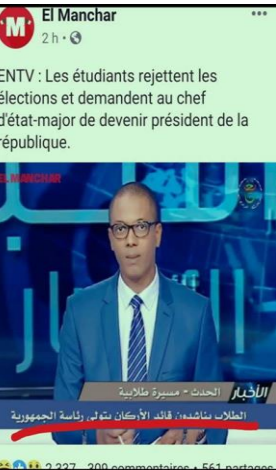 El Manchar
2 h
ENTV : Les étudiants rejettent les
élections et demandent au chef
d'état-major de devenir président de la
république.
EL MANCHAR
الأخبار
الحدث - مسيرة طلابية
الطلاب يناشدون قائد الأركان بتولي رئاسة الجمهورية
2 337 309 commentaires • 561 partages